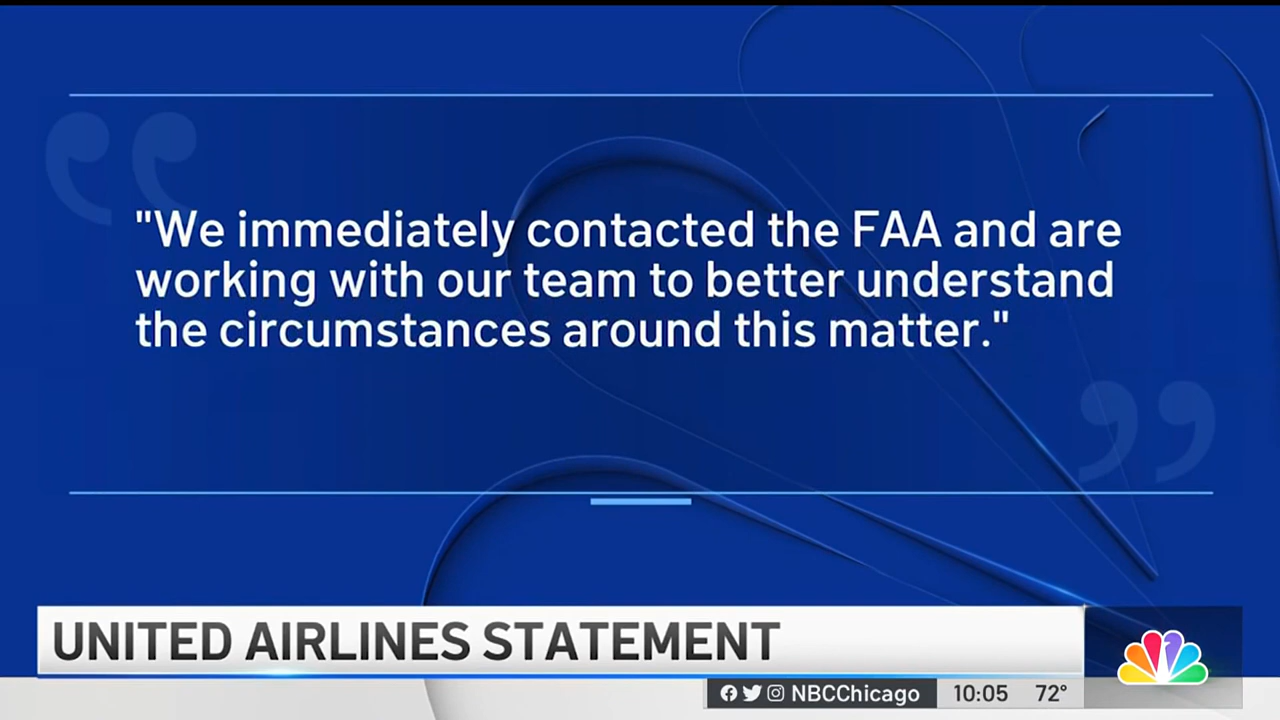 "We immediately contacted the FAA and are
working with our team to better understand
the circumstances around this matter."
UNITED AIRLINES STATEMENT
NBCChicago 10:05 72°